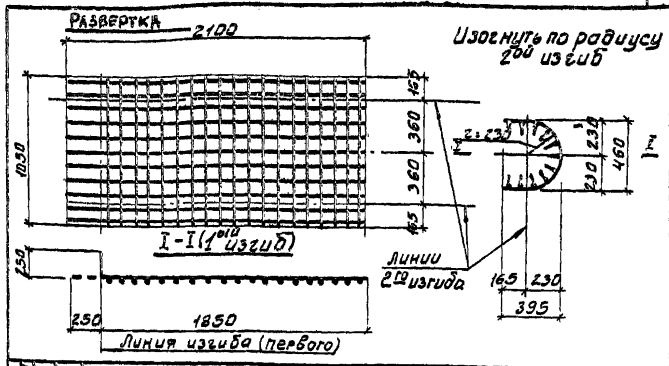 РАЗВЕРТКА
2100
Изогнуть по радиусу
2ой изгиб
165
360
360
165
1050
230
460
230
I
I
r=230
I-I (1ый изгиб)
Линии
2го изгиба
250
250
1850
Линия изгиба (первого)
165
230
395